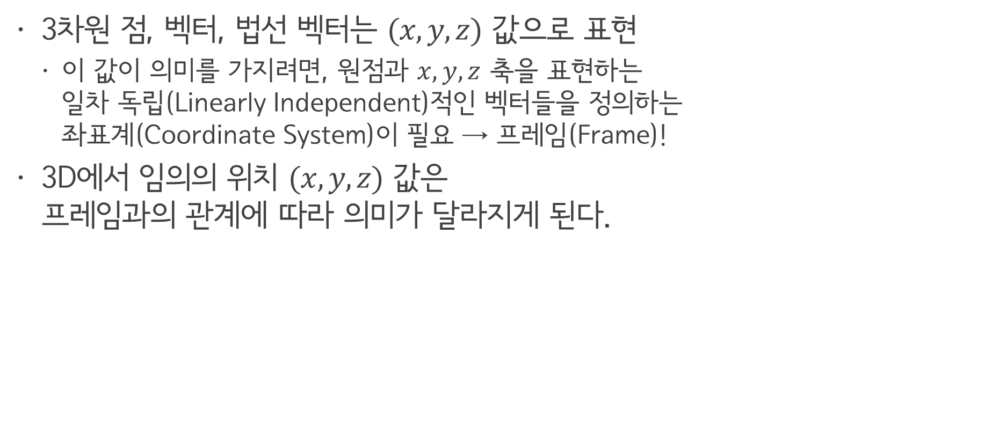 · 3차원 점, 벡터, 법선 벡터는 (x, y, z) 값으로 표현
· 이 값이 의미를 가지려면, 원점과 x, y, z 축을 표현하는
일차 독립(Linearly Independent)적인 벡터들을 정의하는
좌표계(Coordinate System)이 필요 → 프레임(Frame)!
· 3D에서 임의의 위치 (x, y, z) 값은
프레임과의 관계에 따라 의미가 달라지게 된다.